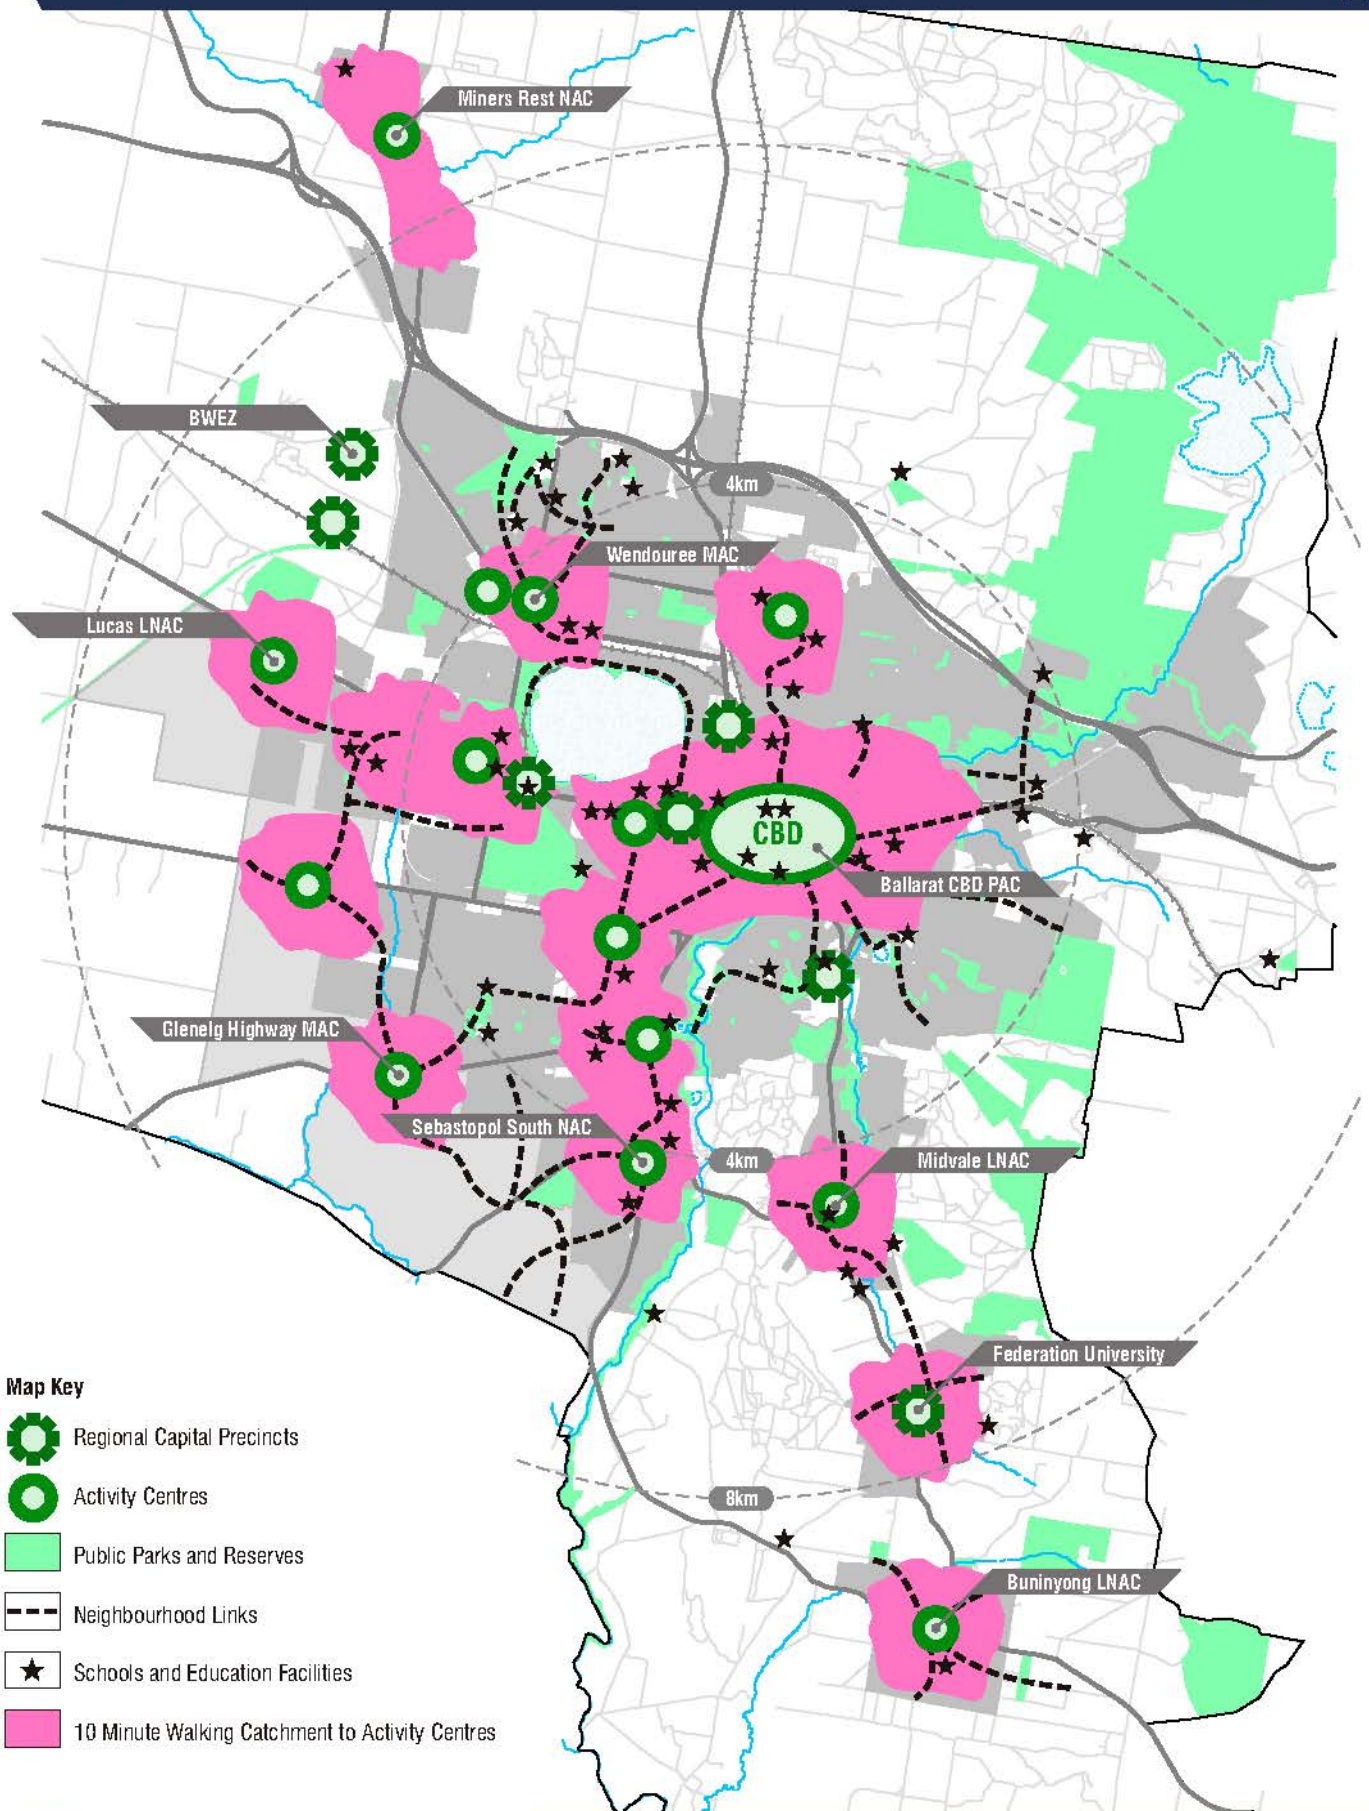 Miners Rest NAC
BWEZ
4km
Wendouree MAC
Lucas LNAC
CBD
Ballarat CBD PAC
Glenelg Highway MAC
Sebastopol South NAC
4km
Midvale LNAC
Federation University
8km
Buninyong LNAC
Map Key
Regional Capital Precincts
Activity Centres
Public Parks and Reserves
Neighbourhood Links
Schools and Education Facilities
10 Minute Walking Catchment to Activity Centres